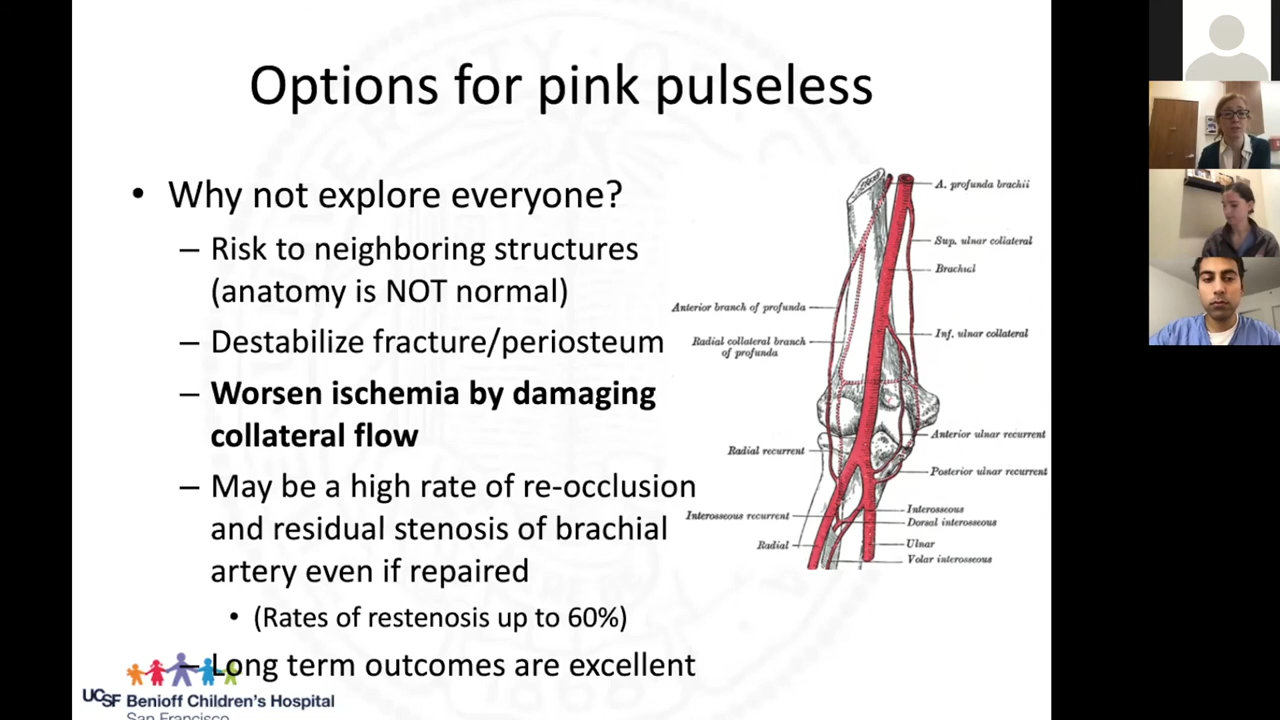 Options for pink pulseless
• Why not explore everyone?
– Risk to neighboring structures
(anatomy is NOT normal)
– Destabilize fracture/periosteum
– Worsen ischemia by damaging
collateral flow
– May be a high rate of re-occlusion
and residual stenosis of brachial
artery even if repaired
• (Rates of restenosis up to 60%)
– Long term outcomes are excellent
A. profunda brachii
Sup. ulnar collateral
Brachial
Anterior branch of profunda
Inf. ulnar collateral
Radial collateral branch
of profunda
Anterior ulnar recurrent
Radial recurrent
Posterior ulnar recurrent
Interosseous recurrent
Interosseous
Dorsal interosseous
Radial
Ulnar
Volar interosseous
UCSF Benioff Children's Hospital
San Francisco